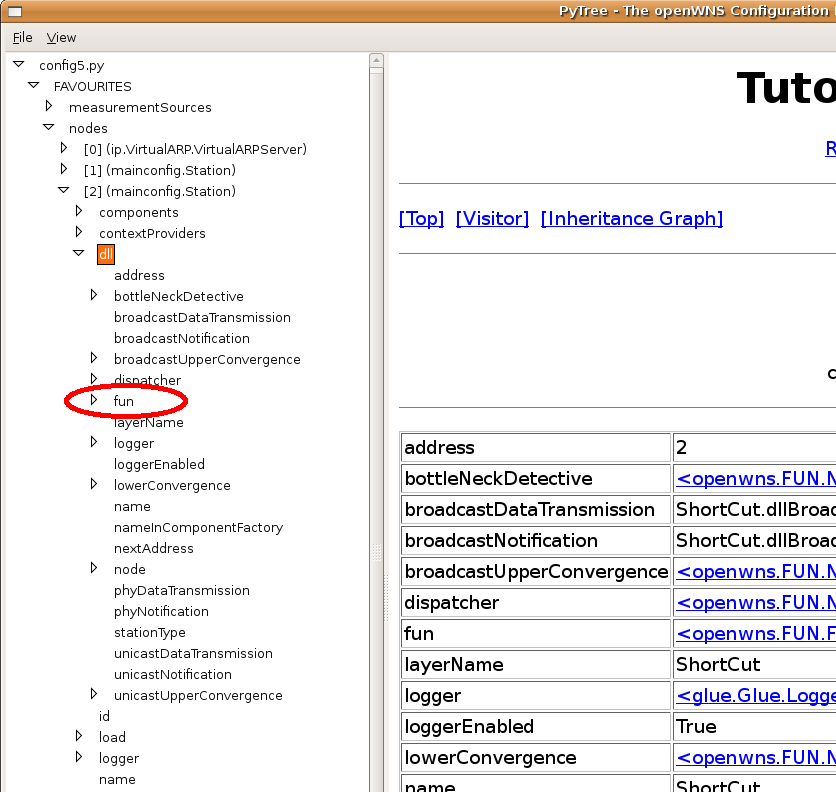 PyTree - The openWNS Configuration
File View
config5.py
FAVOURITES
measurementSources
nodes
[0] (ip.VirtualARP.VirtualARPServer)
[1] (mainconfig.Station)
[2] (mainconfig.Station)
components
contextProviders
dll
address
bottleNeckDetective
broadcastDataTransmission
broadcastNotification
broadcastUpperConvergence
dispatcher
fun
layerName
logger
loggerEnabled
lowerConvergence
name
nameInComponentFactory
nextAddress
node
phyDataTransmission
phyNotification
stationType
unicastDataTransmission
unicastNotification
unicastUpperConvergence
id
load
logger
name
Tuto
R
[Top] [Visitor] [Inheritance Graph]
c
address 2
bottleNeckDetective <openwns.FUN.N
broadcastDataTransmission ShortCut.dllBroad
broadcastNotification ShortCut.dllBroad
broadcastUpperConvergence <openwns.FUN.N
dispatcher <openwns.FUN.N
fun <openwns.FUN.F
layerName ShortCut
logger <glue.Glue.Logge
loggerEnabled True
lowerConvergence <openwns.FUN.N
name ShortCut